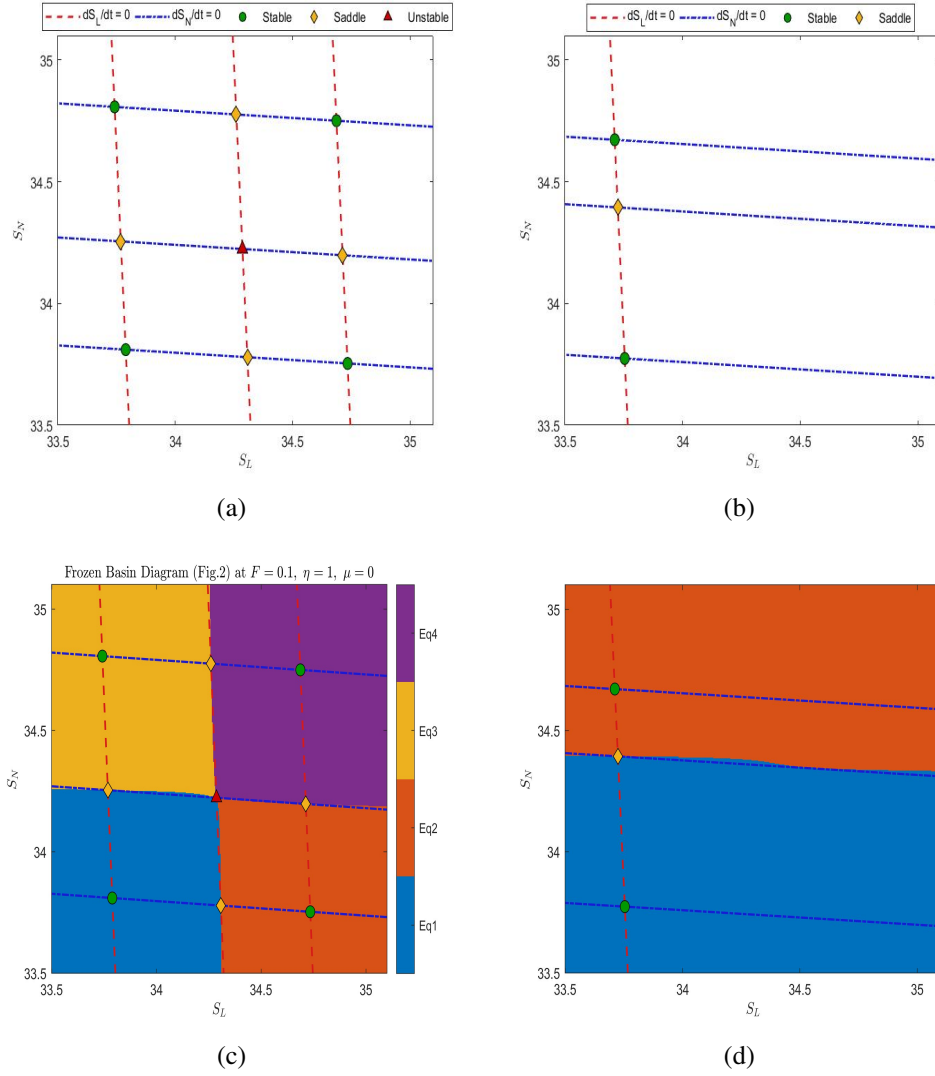 dS_L/dt = 0 dS_N/dt = 0 Stable Saddle Unstable
35
34.5
34
33.5
S_N
33.5 34 34.5 35
S_L
(a)
dS_L/dt = 0 dS_N/dt = 0 Stable Saddle
35
34.5
34
33.5
S_N
33.5 34 34.5 35
S_L
(b)
Frozen Basin Diagram (Fig.2) at F = 0.1, η = 1, μ = 0
35
34.5
34
33.5
S_N
33.5 34 34.5 35
S_L
Eq4
Eq3
Eq2
Eq1
(c)
35
34.5
34
33.5
S_N
33.5 34 34.5 35
S_L
(d)